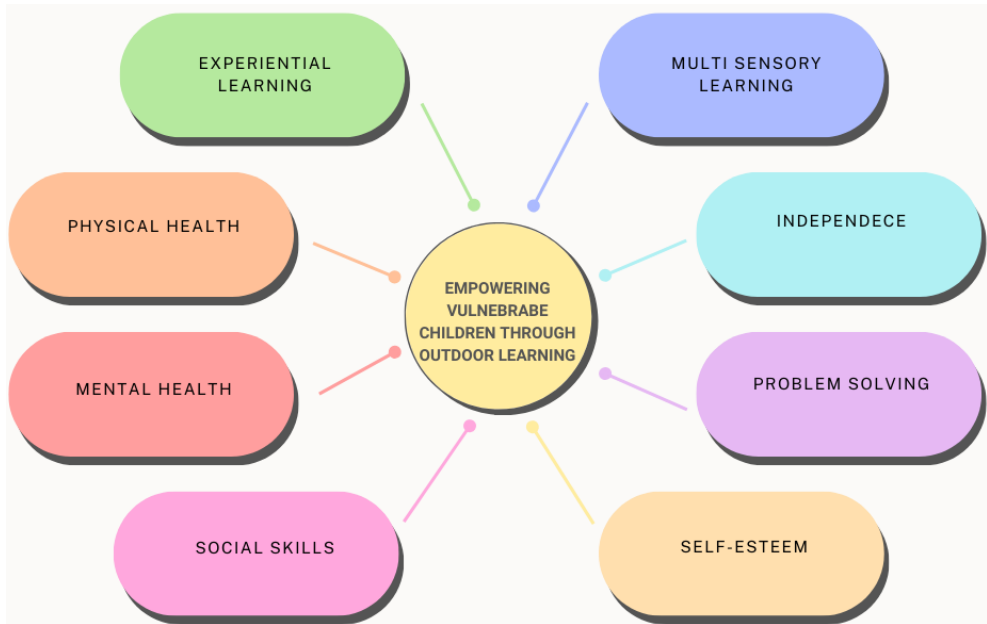 EXPERIENTIAL
LEARNING
MULTI SENSORY
LEARNING
PHYSICAL HEALTH
INDEPENDECE
EMPOWERING
VULNEBRABE
CHILDREN THROUGH
OUTDOOR LEARNING
MENTAL HEALTH
PROBLEM SOLVING
SOCIAL SKILLS
SELF-ESTEEM